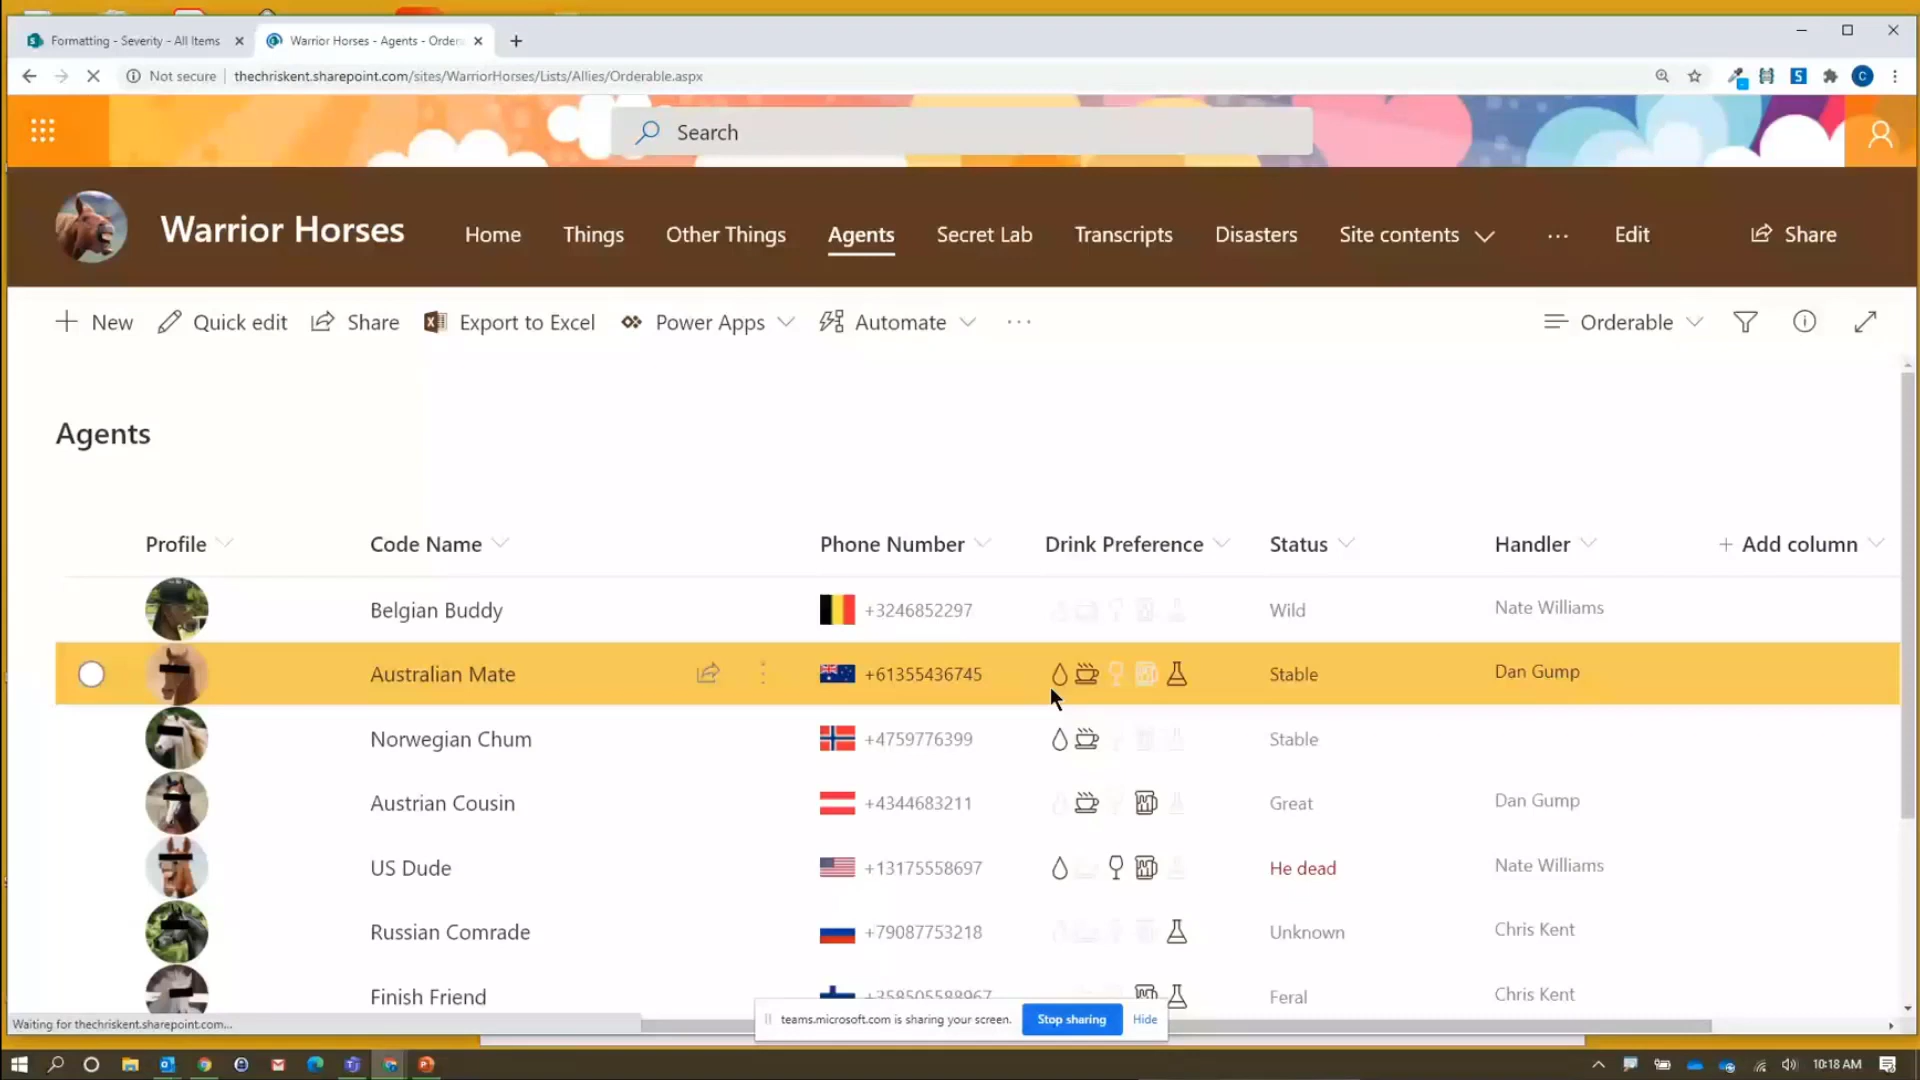 Formatting - Severity - All Items
Warrior Horses - Agents - Order
Not secure
thechriskent.sharepoint.com/sites/WarriorHorses/Lists/Allies/Orderable.aspx
S
C
Search
Warrior Horses
Home
Things
Other Things
Agents
Secret Lab
Transcripts
Disasters
Site contents
...
Edit
Share
New
Quick edit
Share
Export to Excel
Power Apps
Automate
...
Orderable
Agents
Profile
Code Name
Phone Number
Drink Preference
Status
Handler
+ Add column
Belgian Buddy
+3246852297
Wild
Nate Williams
Australian Mate
+61355436745
Stable
Dan Gump
Norwegian Chum
+4759776399
Stable
Austrian Cousin
+4344683211
Great
Dan Gump
US Dude
+13175558697
He dead
Nate Williams
Russian Comrade
+79087753218
Unknown
Chris Kent
Finish Friend
+358505588967
Feral
Chris Kent
Waiting for thechriskent.sharepoint.com...
teams.microsoft.com is sharing your screen.
Stop sharing
Hide
10:18 AM